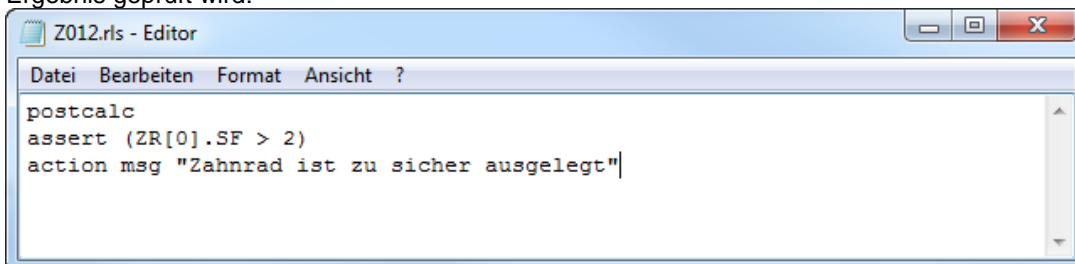 Ergebnis geprüft wird.
Z012.rls - Editor
Datei Bearbeiten Format Ansicht ?
postcalc
assert (ZR[0].SF > 2)
action msg "Zahnrad ist zu sicher ausgelegt"